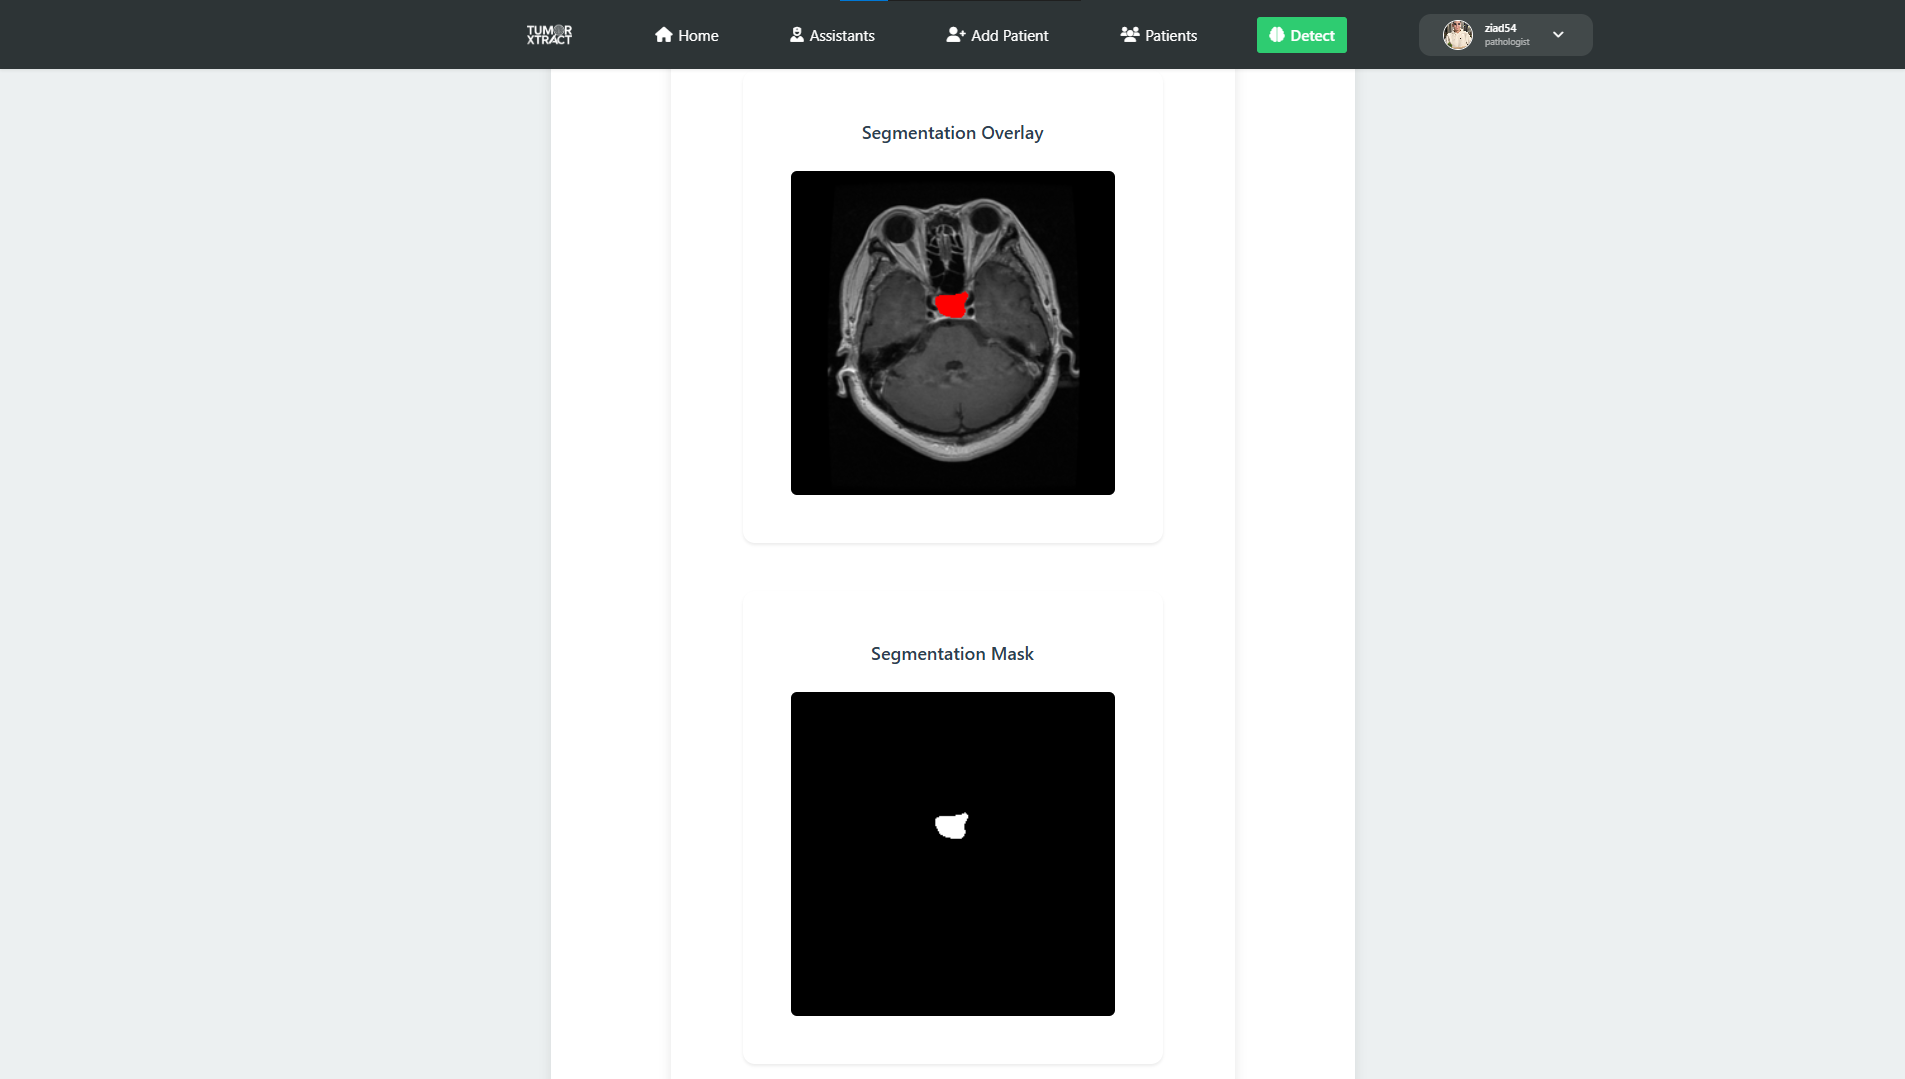 TUMOR
XTRACT
Home
Assistants
Add Patient
Patients
Detect
ziad54
pathologist
Segmentation Overlay
Segmentation Mask